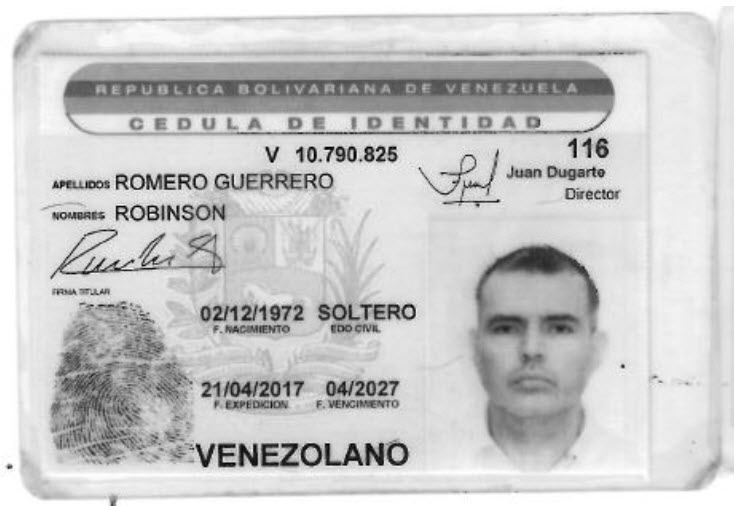 REPUBLICA BOLIVARIANA DE VENEZUELA
CEDULA DE IDENTIDAD
V 10.790.825
116
Juan Dugarte
Director
APELLIDOS ROMERO GUERRERO
NOMBRES ROBINSON
FIRMA TITULAR
02/12/1972 SOLTERO
F. NACIMIENTO EDO CIVIL
21/04/2017 04/2027
F. EXPEDICION F. VENCIMIENTO
VENEZOLANO